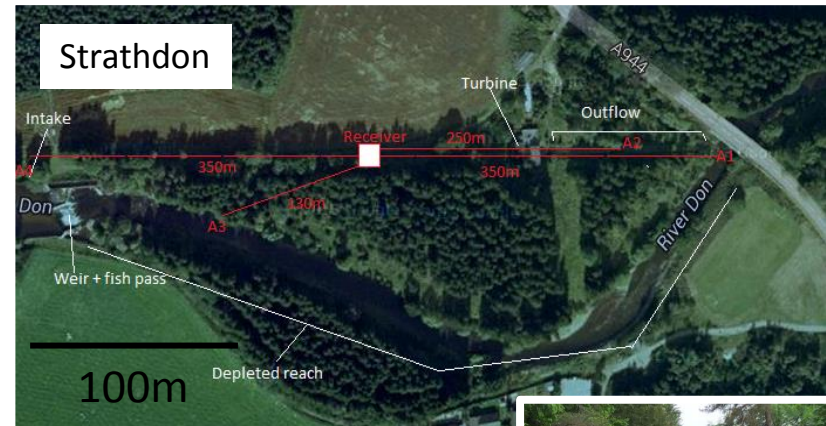 Strathdon
A944
Turbine
Outflow
Intake
Receiver
250m
A2
A4
350m
350m
A1
130m
Don
A3
River Don
Weir + fish pass
Depleted reach
100m